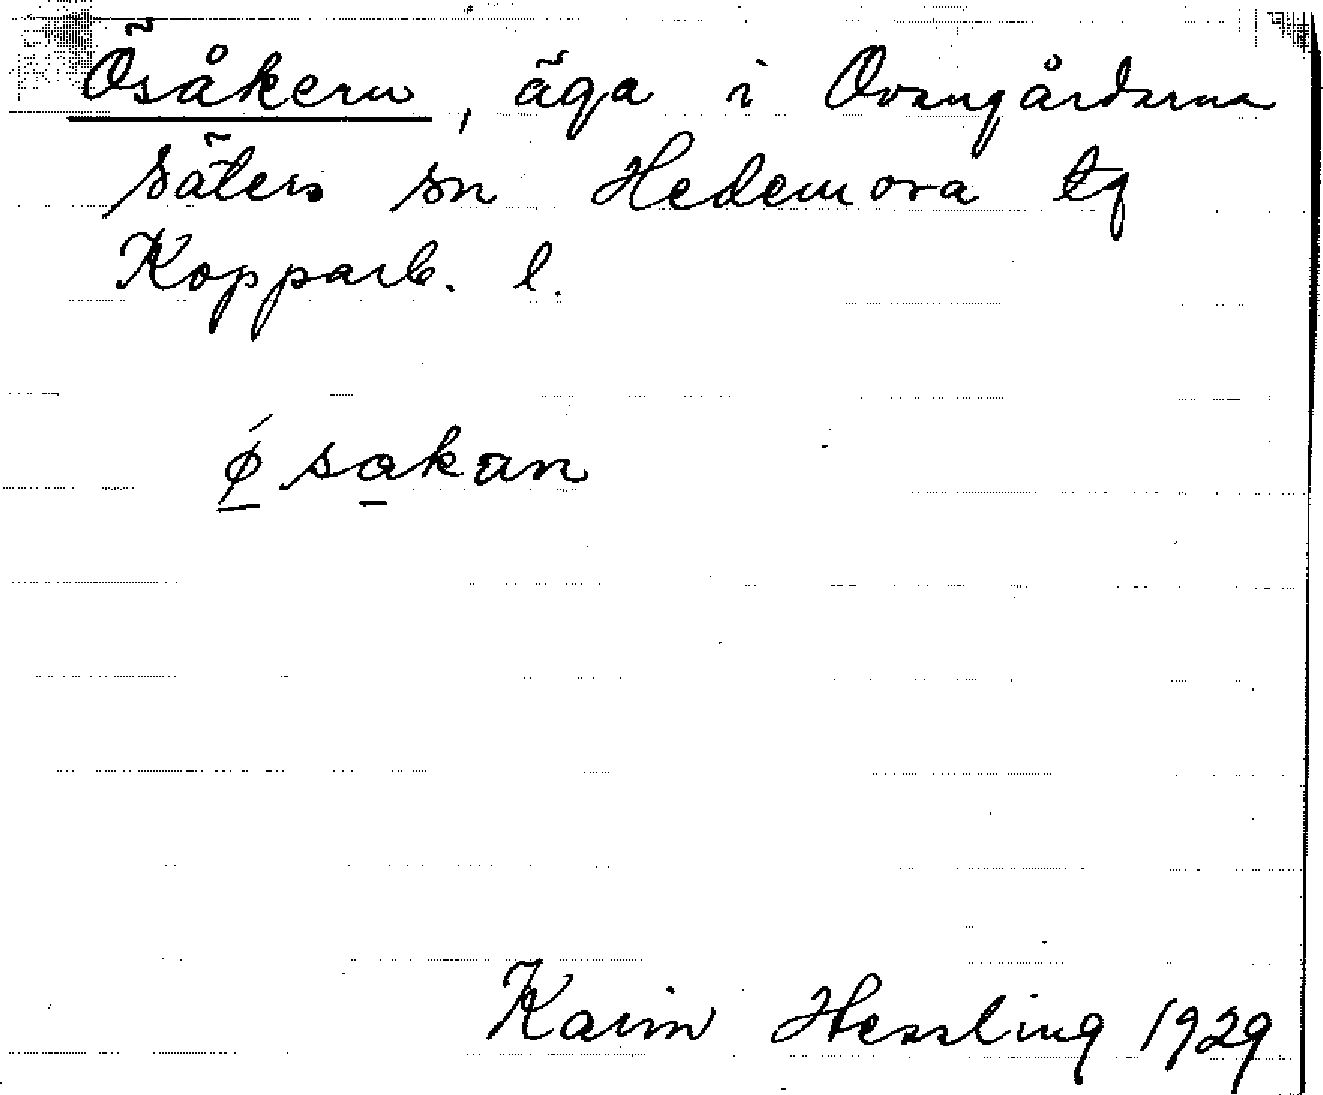 Ösåkern, äga i Ovangårdarna
Säters sn Hedemora tg
Kopparb. l.
ǿsakan
Karin Hessling 1929